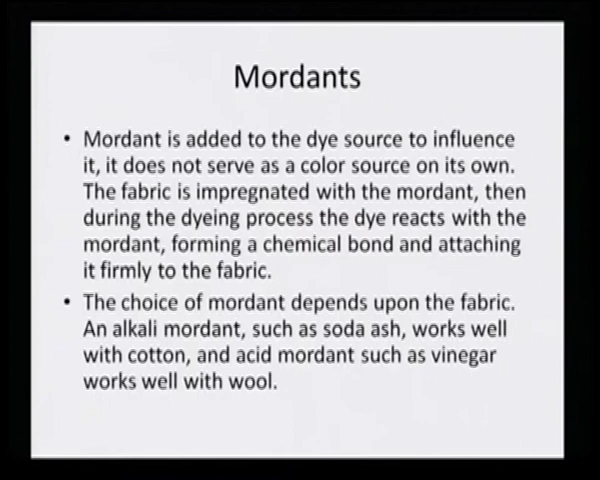 Mordants
• Mordant is added to the dye source to influence
it, it does not serve as a color source on its own.
The fabric is impregnated with the mordant, then
during the dyeing process the dye reacts with the
mordant, forming a chemical bond and attaching
it firmly to the fabric.
• The choice of mordant depends upon the fabric.
An alkali mordant, such as soda ash, works well
with cotton, and acid mordant such as vinegar
works well with wool.